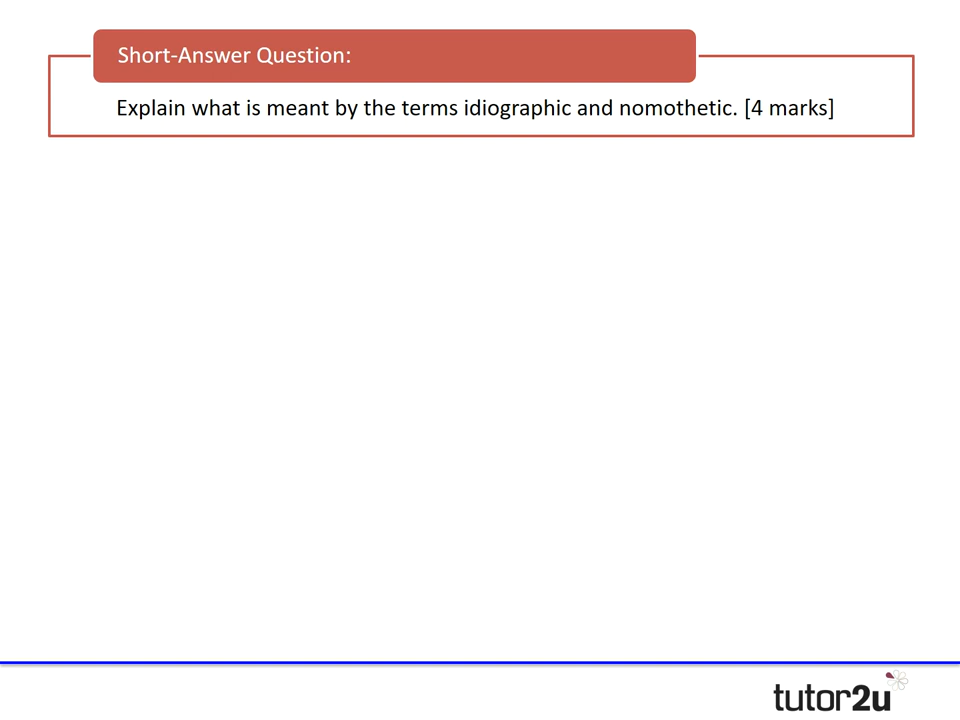 Short-Answer Question:
Explain what is meant by the terms idiographic and nomothetic. [4 marks]
tutor2u